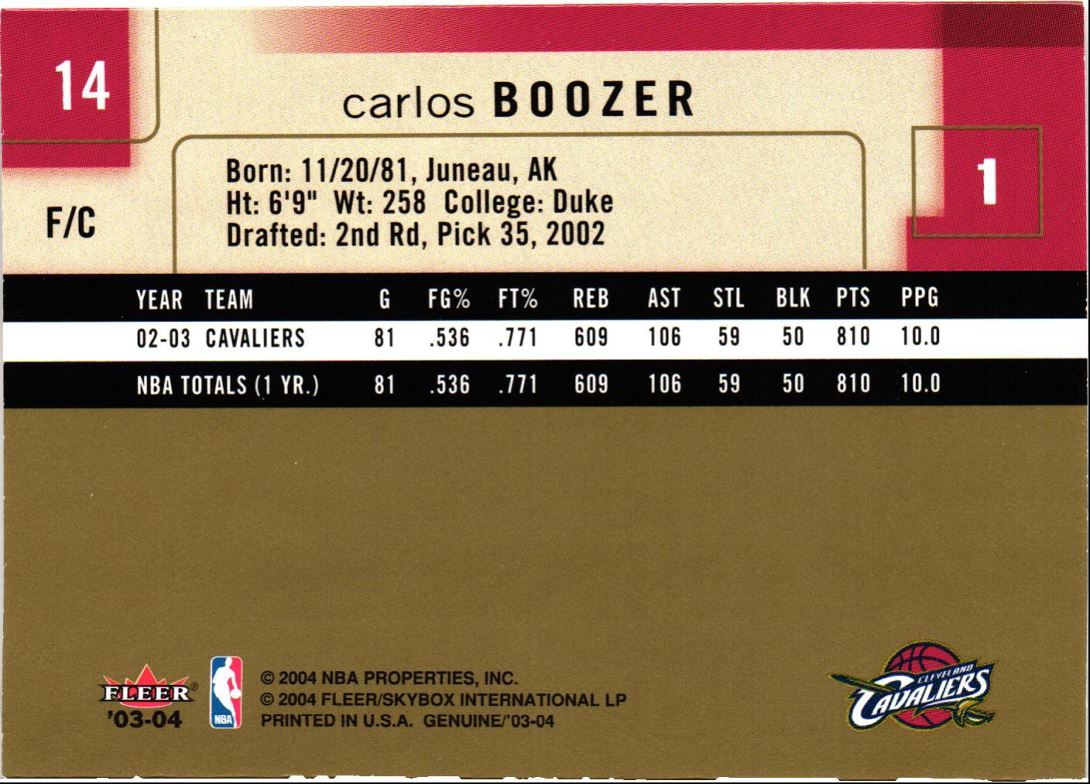 14
carlos BOOZER
1
F/C
Born: 11/20/81, Juneau, AK
Ht: 6'9" Wt: 258 College: Duke
Drafted: 2nd Rd, Pick 35, 2002
YEAR TEAM G FG% FT% REB AST STL BLK PTS PPG
02-03 CAVALIERS 81 .536 .771 609 106 59 50 810 10.0
NBA TOTALS (1 YR.) 81 .536 .771 609 106 59 50 810 10.0
FLEER®
'03-04
NBA
© 2004 NBA PROPERTIES, INC.
© 2004 FLEER/SKYBOX INTERNATIONAL LP
PRINTED IN U.S.A. GENUINE/'03-04
CLEVELAND
CAVALIERS